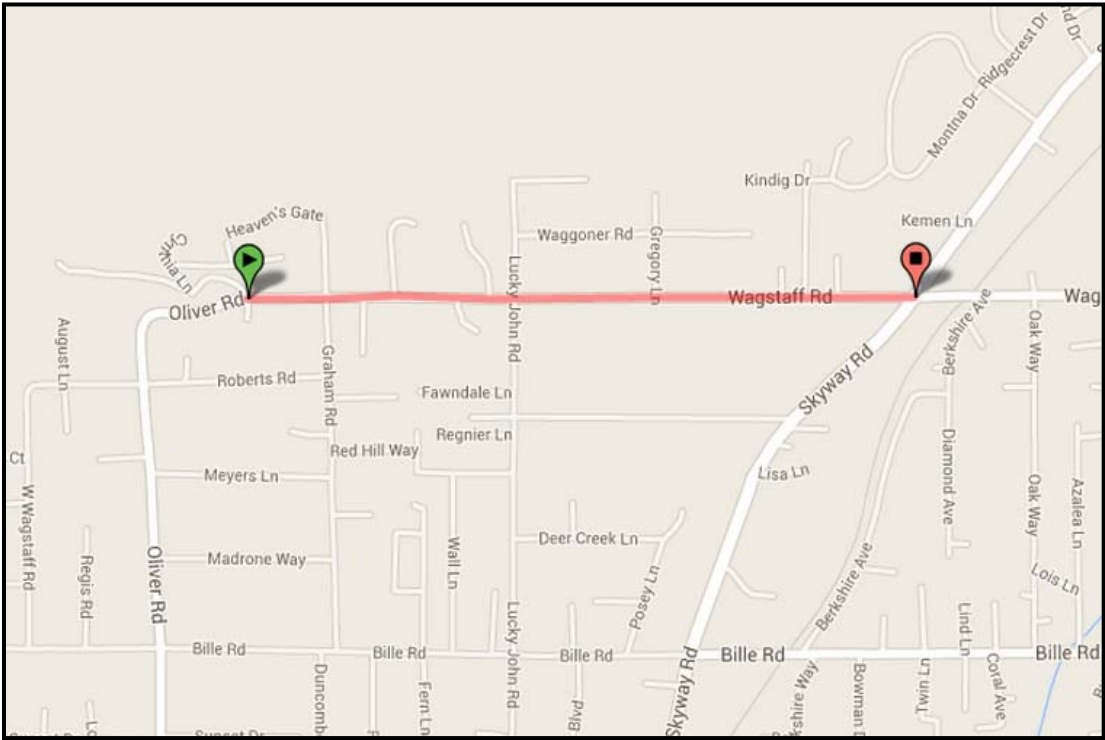 Ridgecrest Dr
Montna Dr
Kindig Dr
Kemen Ln
Heaven's Gate
Cynthia Ln
Waggoner Rd
Gregory Ln
Lucky John Rd
Oliver Rd
Wagstaff Rd
Wag
Berkshire Ave
Oak Way
August Ln
Graham Rd
Skyway Rd
Roberts Rd
Fawndale Ln
Regnier Ln
Red Hill Way
Ct
Meyers Ln
Lisa Ln
Diamond Ave
Oak Way
Azalea Ln
W Wagstaff Rd
Regis Rd
Oliver Rd
Madrone Way
Wall Ln
Deer Creek Ln
Posey Ln
Berkshire Ave
Lois Ln
Lucky John Rd
Lind Ln
Coral Ave
Bille Rd
Bille Rd
Bille Rd
Bille Rd
Bille Rd
Duncomb
Fern Ln
Blvd
Skyway Rd
kshire Way
Bowman D
Twin Ln
Sunset Dr